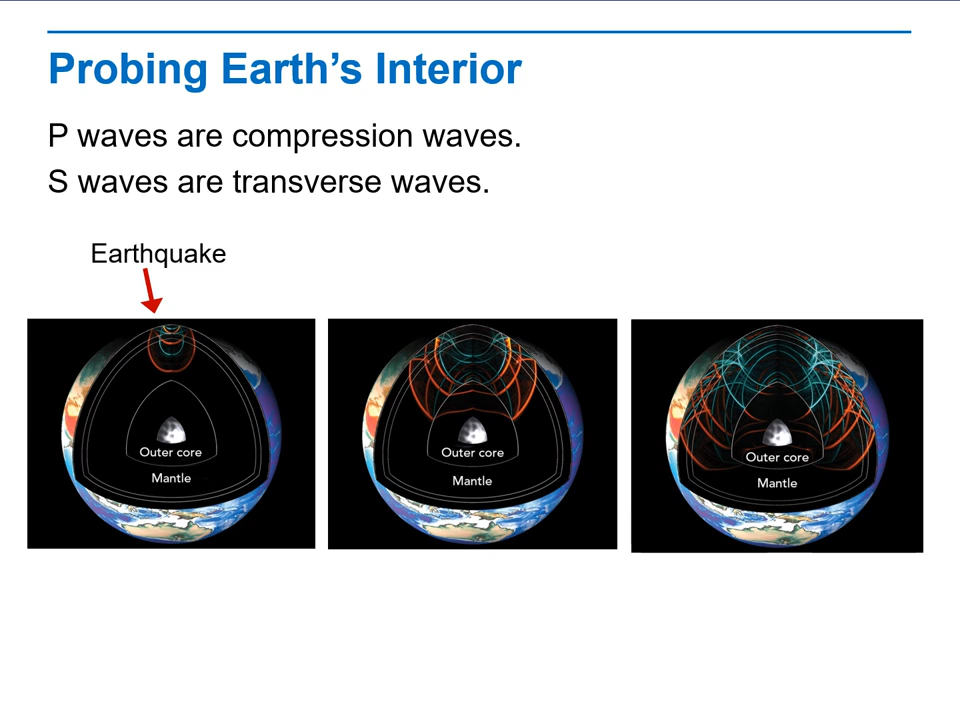 Probing Earth’s Interior
P waves are compression waves.
S waves are transverse waves.
Earthquake
Outer core
Mantle
Outer core
Mantle
Outer core
Mantle